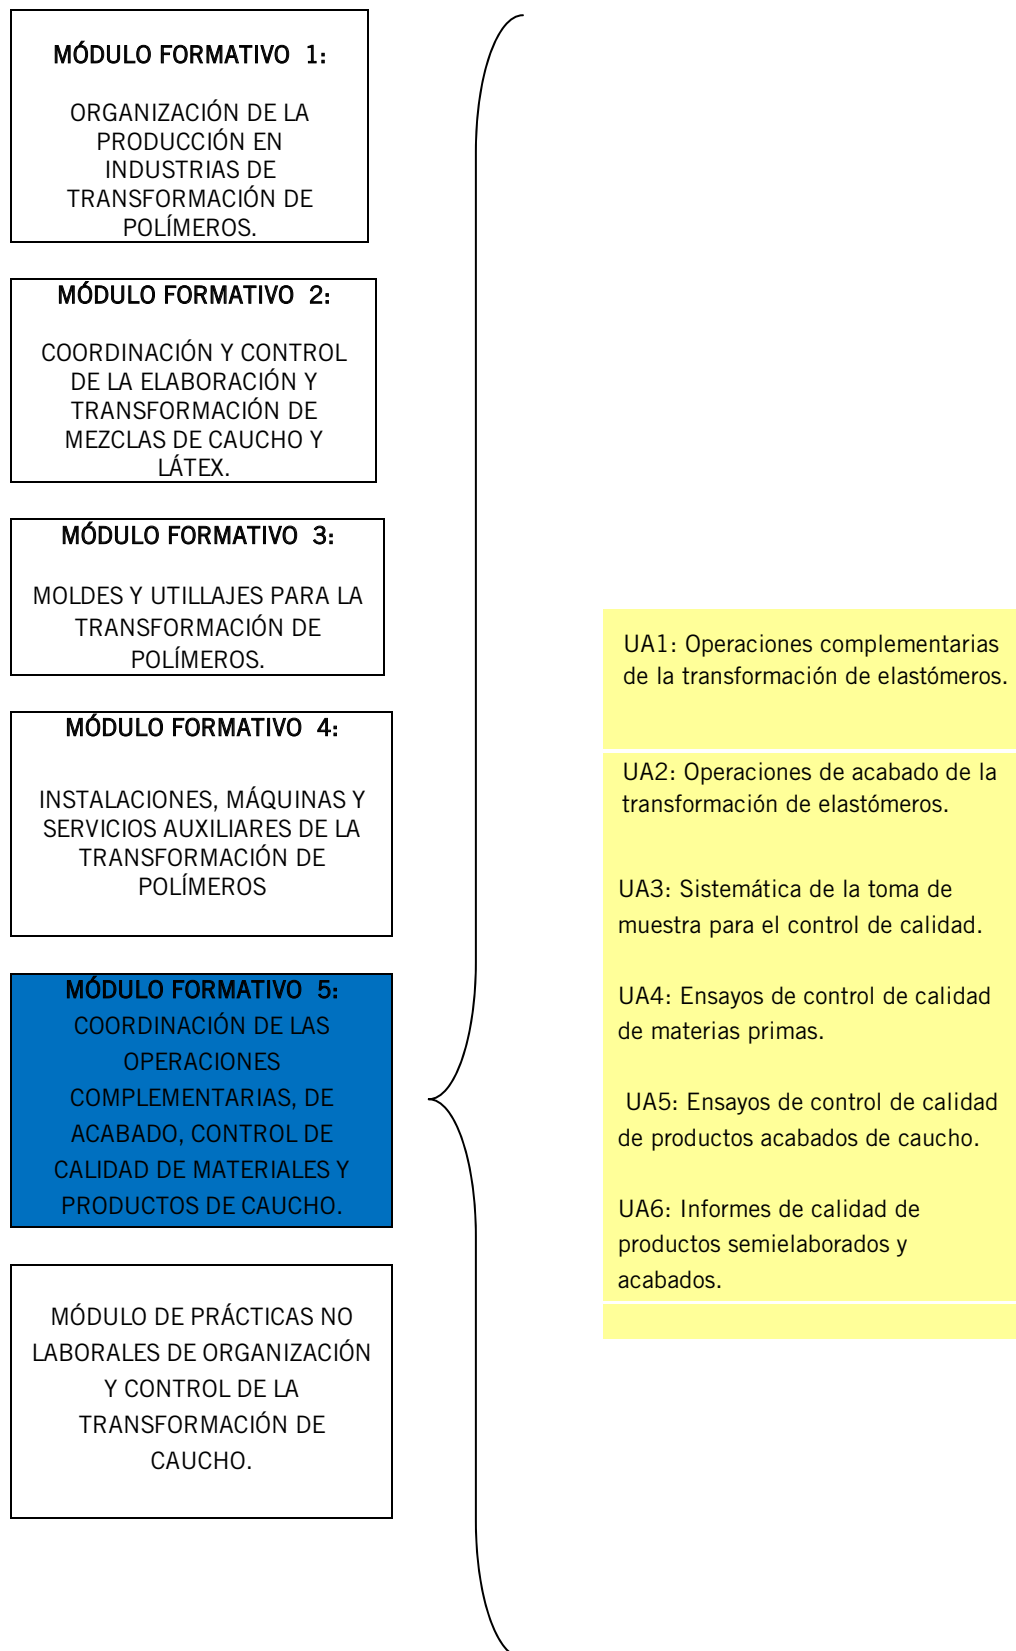 MÓDULO FORMATIVO 1:
ORGANIZACIÓN DE LA
PRODUCCIÓN EN
INDUSTRIAS DE
TRANSFORMACIÓN DE
POLÍMEROS.
MÓDULO FORMATIVO 2:
COORDINACIÓN Y CONTROL
DE LA ELABORACIÓN Y
TRANSFORMACIÓN DE
MEZCLAS DE CAUCHO Y
LÁTEX.
MÓDULO FORMATIVO 3:
MOLDES Y UTILLAJES PARA LA
TRANSFORMACIÓN DE
POLÍMEROS.
MÓDULO FORMATIVO 4:
INSTALACIONES, MÁQUINAS Y
SERVICIOS AUXILIARES DE LA
TRANSFORMACIÓN DE
POLÍMEROS
MÓDULO FORMATIVO 5:
COORDINACIÓN DE LAS
OPERACIONES
COMPLEMENTARIAS, DE
ACABADO, CONTROL DE
CALIDAD DE MATERIALES Y
PRODUCTOS DE CAUCHO.
MÓDULO DE PRÁCTICAS NO
LABORALES DE ORGANIZACIÓN
Y CONTROL DE LA
TRANSFORMACIÓN DE
CAUCHO.
UA1: Operaciones complementarias
de la transformación de elastómeros.
UA2: Operaciones de acabado de la
transformación de elastómeros.
UA3: Sistemática de la toma de
muestra para el control de calidad.
UA4: Ensayos de control de calidad
de materias primas.
UA5: Ensayos de control de calidad
de productos acabados de caucho.
UA6: Informes de calidad de
productos semielaborados y
acabados.